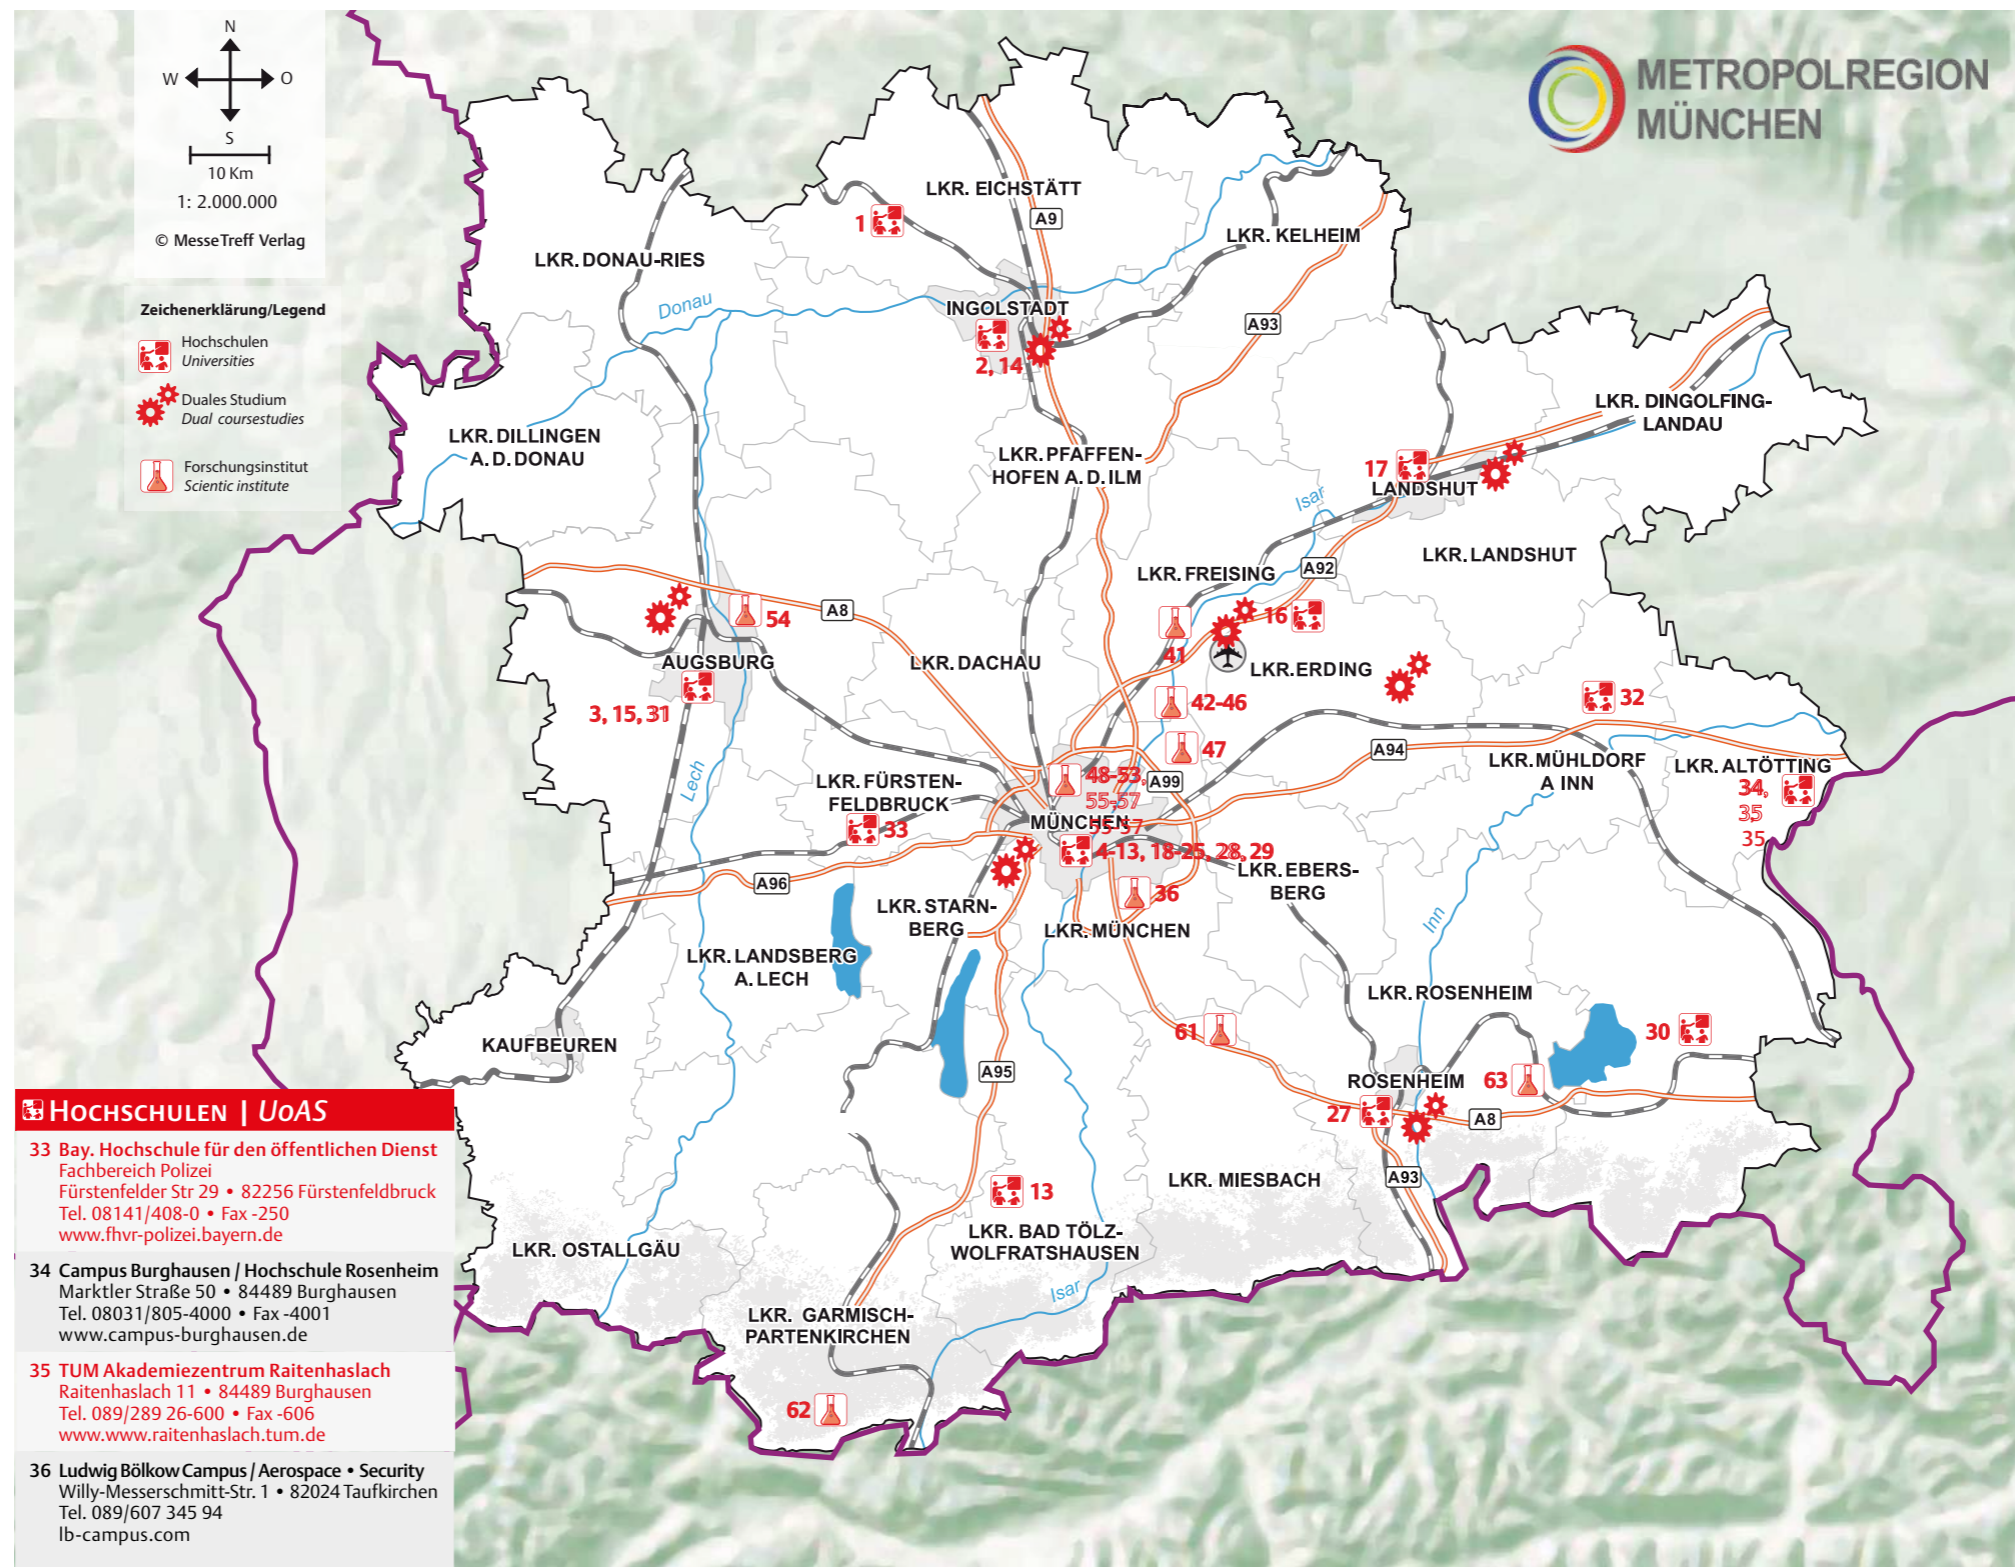 N
W
O
S
10 Km
1: 2.000.000
© MesseTreff Verlag
Zeichenerklärung/Legend
Hochschulen
Universities
Duales Studium
Dual coursestudies
Forschungsinstitut
Scientic institute
METROPOLREGION
MÜNCHEN
LKR. EICHSTÄTT
A9
1
LKR. KELHEIM
LKR. DONAU-RIES
Donau
INGOLSTADT
2, 14
A93
LKR. DINGOLFING-
LANDAU
LKR. DILLINGEN
A. D. DONAU
LKR. PFAFFEN-
HOFEN A. D. ILM
17
LANDSHUT
Isar
LKR. LANDSHUT
LKR. FREISING
A92
A8
54
16
41
AUGSBURG
LKR. DACHAU
LKR. ERDING
3, 15, 31
42-46
32
47
A94
Lech
LKR. FÜRSTEN-
FELDBRUCK
48-53,
55-57
A99
LKR. MÜHLDORF
A INN
LKR. ALTÖTTING
34,
35
35
MÜNCHEN
55-57
33
4-13, 18-25, 28, 29
A96
LKR. EBERS-
BERG
36
LKR. STARN-
BERG
LKR. MÜNCHEN
Inn
LKR. LANDSBERG
A. LECH
LKR. ROSENHEIM
61
30
KAUFBEUREN
A95
ROSENHEIM
63
27
A8
A93
LKR. MIESBACH
13
LKR. BAD TÖLZ-
WOLFRATSHAUSEN
LKR. OSTALLGÄU
Isar
LKR. GARMISCH-
PARTENKIRCHEN
62
HOCHSCHULEN | UoAS
33 Bay. Hochschule für den öffentlichen Dienst
Fachbereich Polizei
Fürstenfelder Str 29 • 82256 Fürstenfeldbruck
Tel. 08141/408-0 • Fax -250
www.fhvr-polizei.bayern.de
34 Campus Burghausen / Hochschule Rosenheim
Marktler Straße 50 • 84489 Burghausen
Tel. 08031/805-4000 • Fax -4001
www.campus-burghausen.de
35 TUM Akademiezentrum Raitenhaslach
Raitenhaslach 11 • 84489 Burghausen
Tel. 089/289 26-600 • Fax -606
www.www.raitenhaslach.tum.de
36 Ludwig Bölkow Campus / Aerospace • Security
Willy-Messerschmitt-Str. 1 • 82024 Taufkirchen
Tel. 089/607 345 94
lb-campus.com